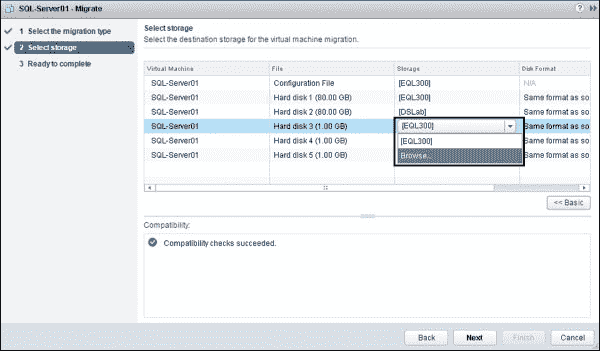 SQL-Server01 - Migrate
1 Select the migration type
2 Select storage
3 Ready to complete
Select storage
Select the destination storage for the virtual machine migration.
Virtual Machine File Storage Disk Format
SQL-Server01 Configuration File [EQL300] N/A
SQL-Server01 Hard disk 1 (80.00 GB) [EQL300] Same format as so
SQL-Server01 Hard disk 2 (80.00 GB) [DSLab] Same format as so
SQL-Server01 Hard disk 3 (1.00 GB) [EQL300] Same format as so
SQL-Server01 Hard disk 4 (1.00 GB) [EQL300] Same format as so
SQL-Server01 Hard disk 5 (1.00 GB) Browse... Same format as so
<< Basic
Compatibility:
Compatibility checks succeeded.
Back Next Finish Cancel